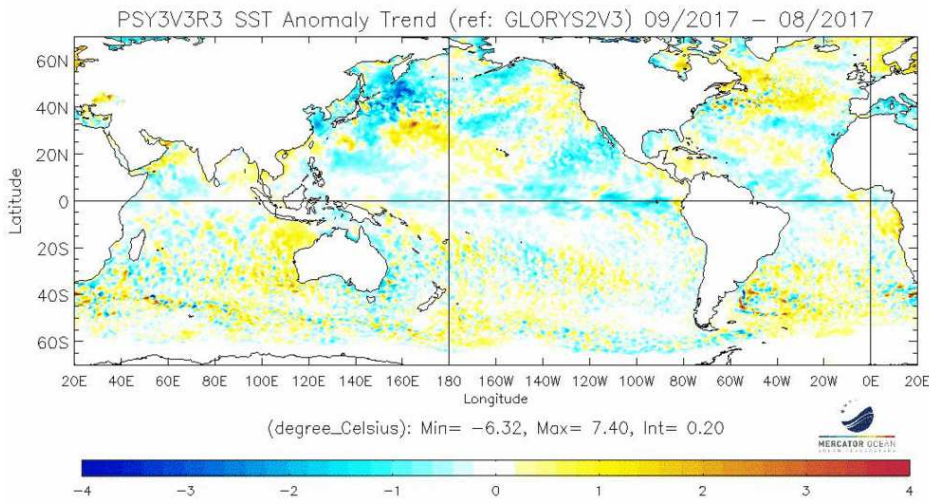 PSY3V3R3 SST Anomaly Trend (ref: GLORYS2V3) 09/2017 – 08/2017
60N
40N
20N
0
20S
40S
60S
Latitude
20E 40E 60E 80E 100E 120E 140E 160E 180 160W 140W 120W 100W 80W 60W 40W 20W 0E 20E
Longitude
(degree_Celsius): Min= −6.32, Max= 7.40, Int= 0.20
MERCATOR OCEAN
−4 −3 −2 −1 0 1 2 3 4